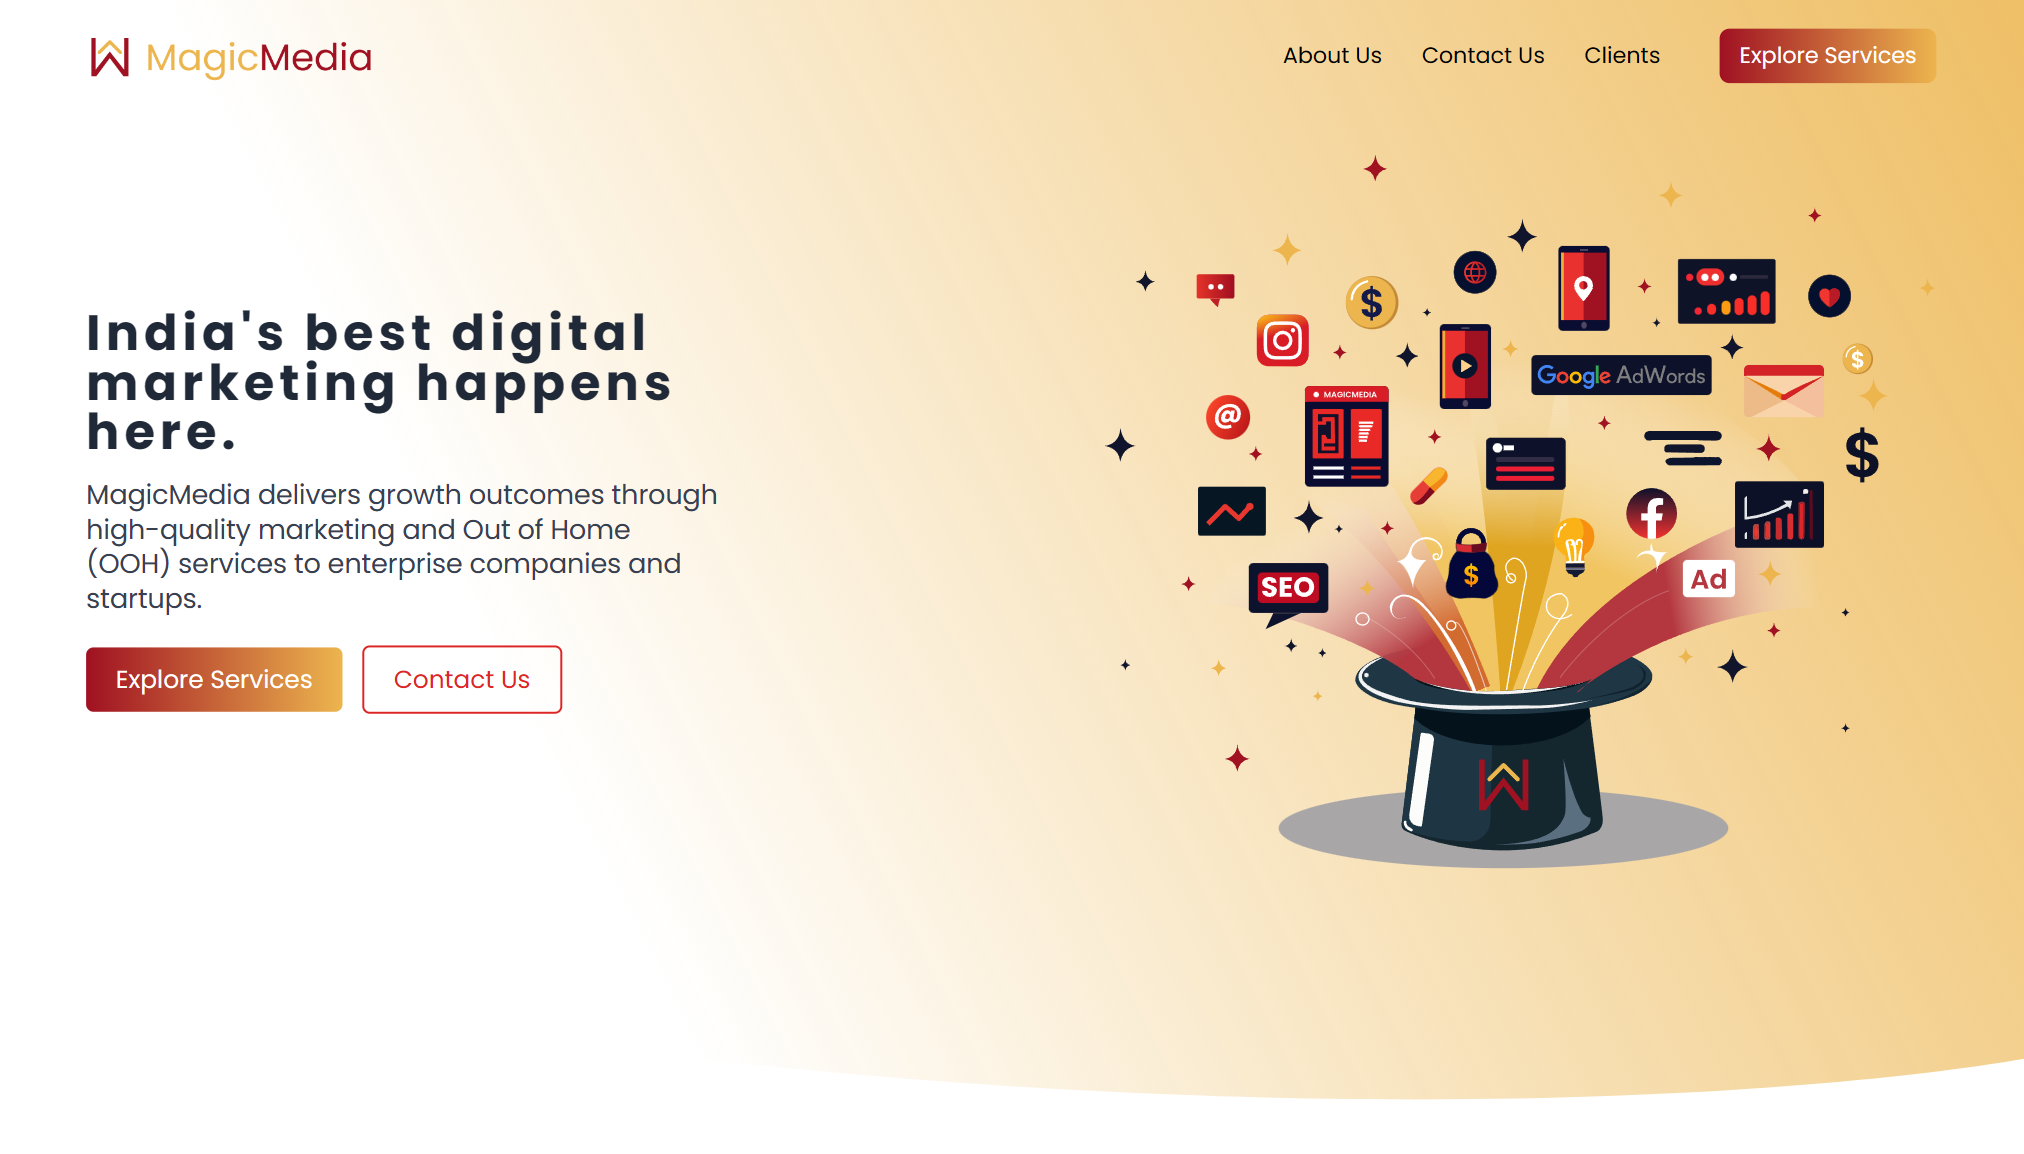 MagicMedia
About Us
Contact Us
Clients
Explore Services
India's best digital
marketing happens
here.
MagicMedia delivers growth outcomes through
high-quality marketing and Out of Home
(OOH) services to enterprise companies and
startups.
Explore Services
Contact Us
$
$
Google AdWords
@
MAGICMEDIA
$
$
SEO
Ad